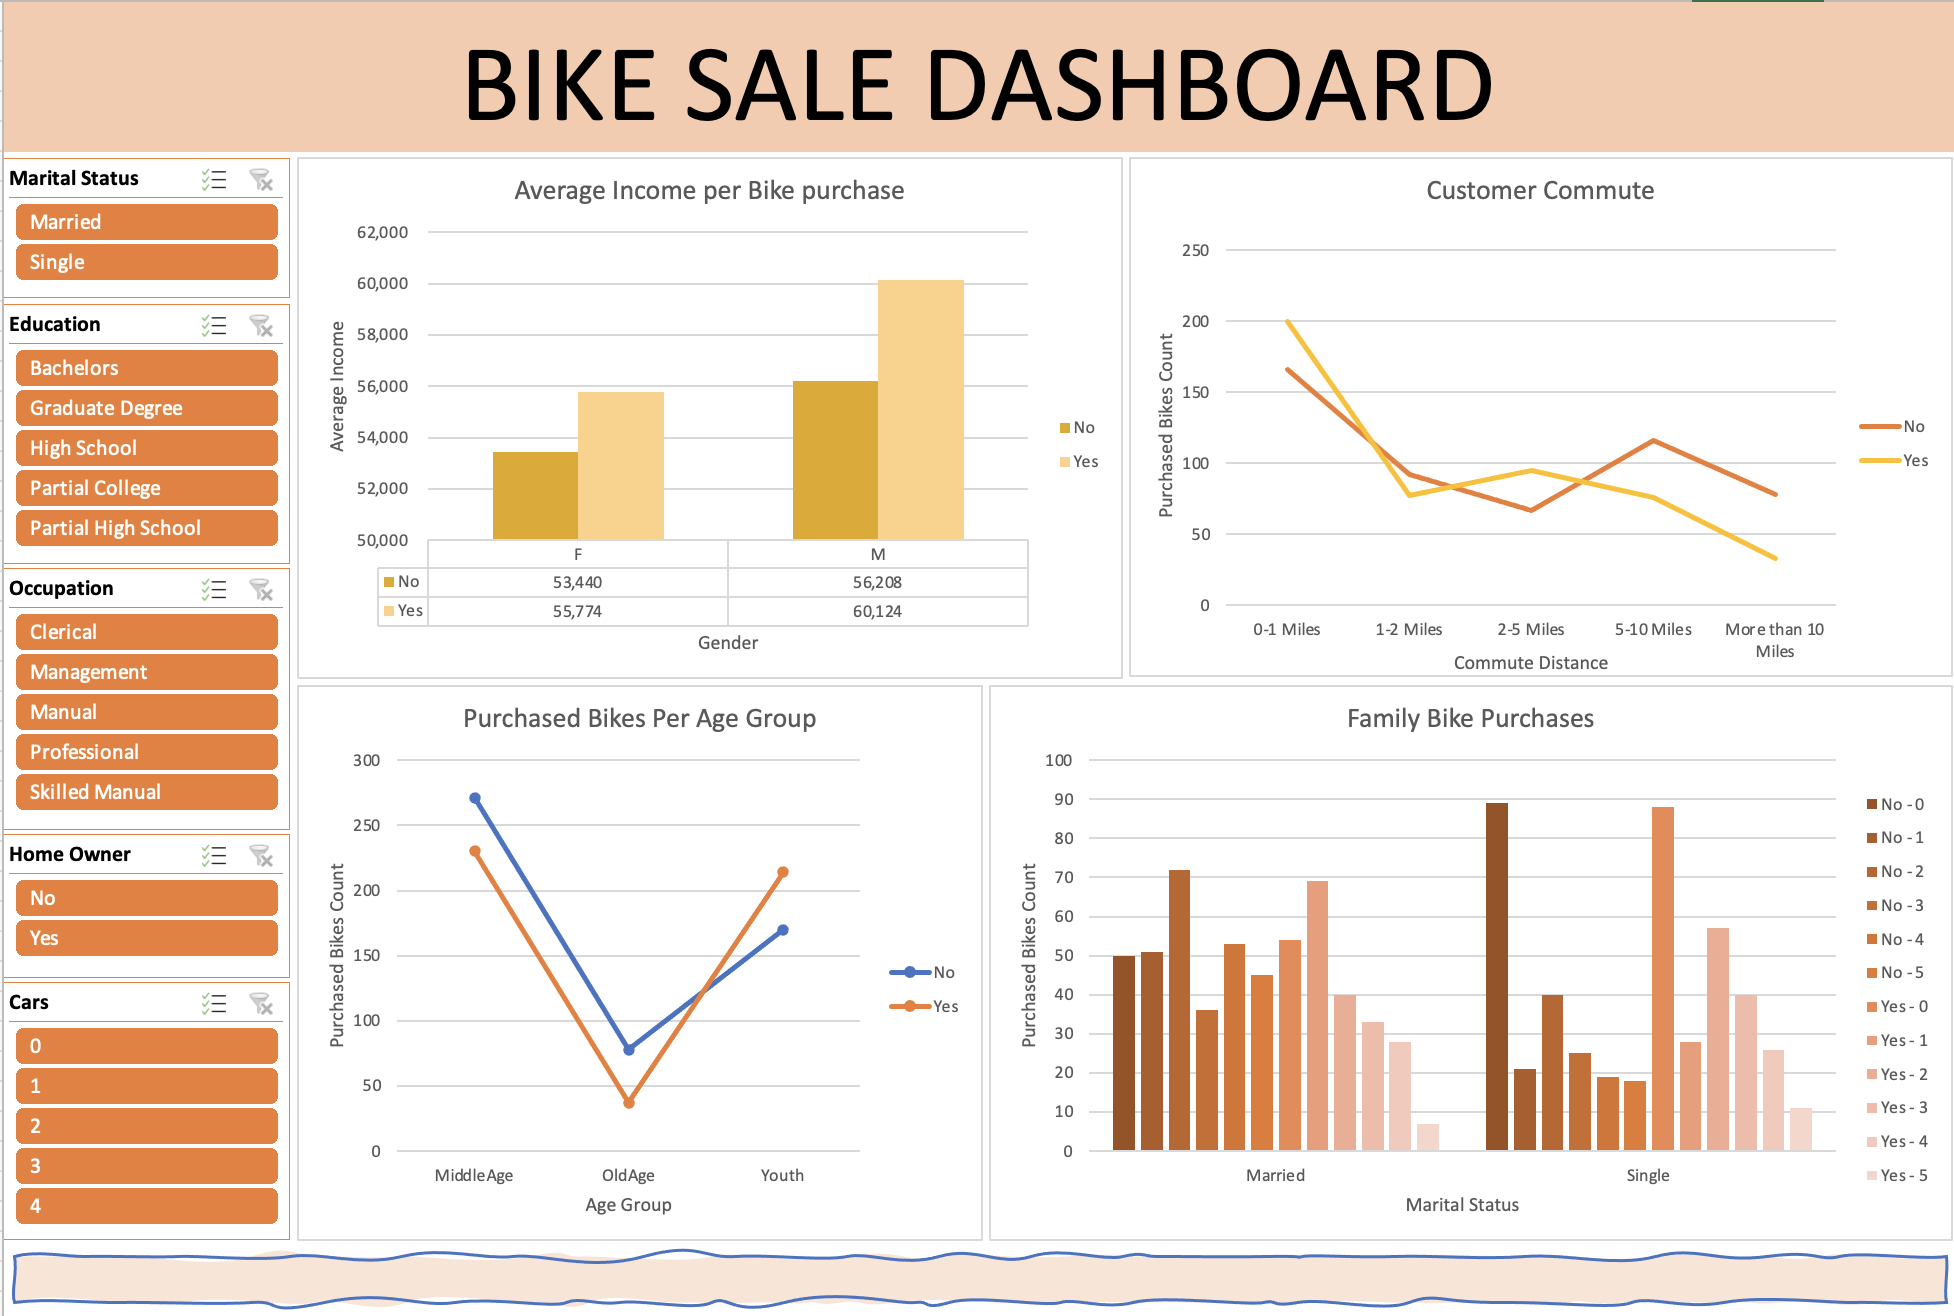 BIKE SALE DASHBOARD
Marital Status
Married
Single
Education
Bachelors
Graduate Degree
High School
Partial College
Partial High School
Occupation
Clerical
Management
Manual
Professional
Skilled Manual
Home Owner
No
Yes
Cars
0
1
2
3
4
Average Income per Bike purchase
62,000
60,000
58,000
56,000
54,000
52,000
50,000
Average Income
F M
No 53,440 56,208
Yes 55,774 60,124
Gender
No
Yes
Customer Commute
250
200
150
100
50
0
Purchased Bikes Count
0-1 Miles 1-2 Miles 2-5 Miles 5-10 Miles More than 10
Miles
Commute Distance
No
Yes
Purchased Bikes Per Age Group
300
250
200
150
100
50
0
Purchased Bikes Count
MiddleAge OldAge Youth
Age Group
No
Yes
Family Bike Purchases
100
90
80
70
60
50
40
30
20
10
0
Purchased Bikes Count
Married Single
Marital Status
No - 0
No - 1
No - 2
No - 3
No - 4
No - 5
Yes - 0
Yes - 1
Yes - 2
Yes - 3
Yes - 4
Yes - 5